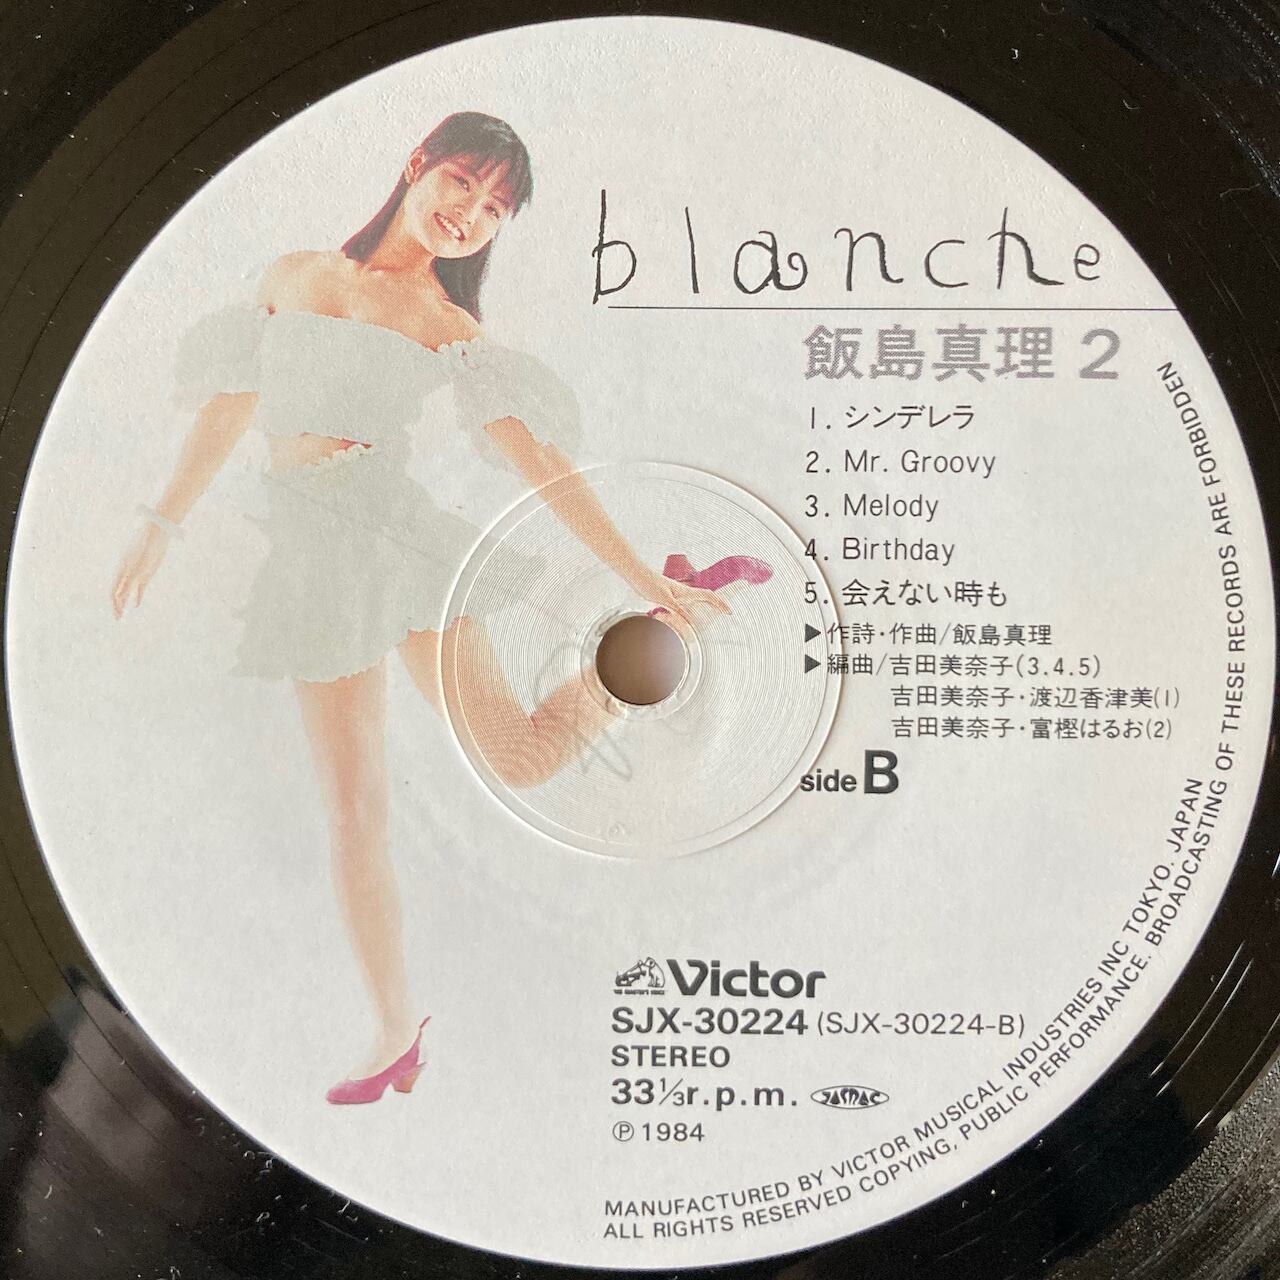 blanche
飯島真理 2
1. シンデレラ
2. Mr. Groovy
3. Melody
4. Birthday
5. 会えない時も
▶作詩・作曲/飯島真理
▶編曲/吉田美奈子(3.4.5)
吉田美奈子・渡辺香津美(1)
吉田美奈子・富樫はるお(2)
side B
Victor
SJX-30224 (SJX-30224-B)
STEREO
33⅓r.p.m. JASRAC
Ⓟ1984
MANUFACTURED BY VICTOR MUSICAL INDUSTRIES INC TOKYO. JAPAN
ALL RIGHTS RESERVED COPYING, PUBLIC PERFORMANCE. BROADCASTING OF THESE RECORDS ARE FORBIDDEN